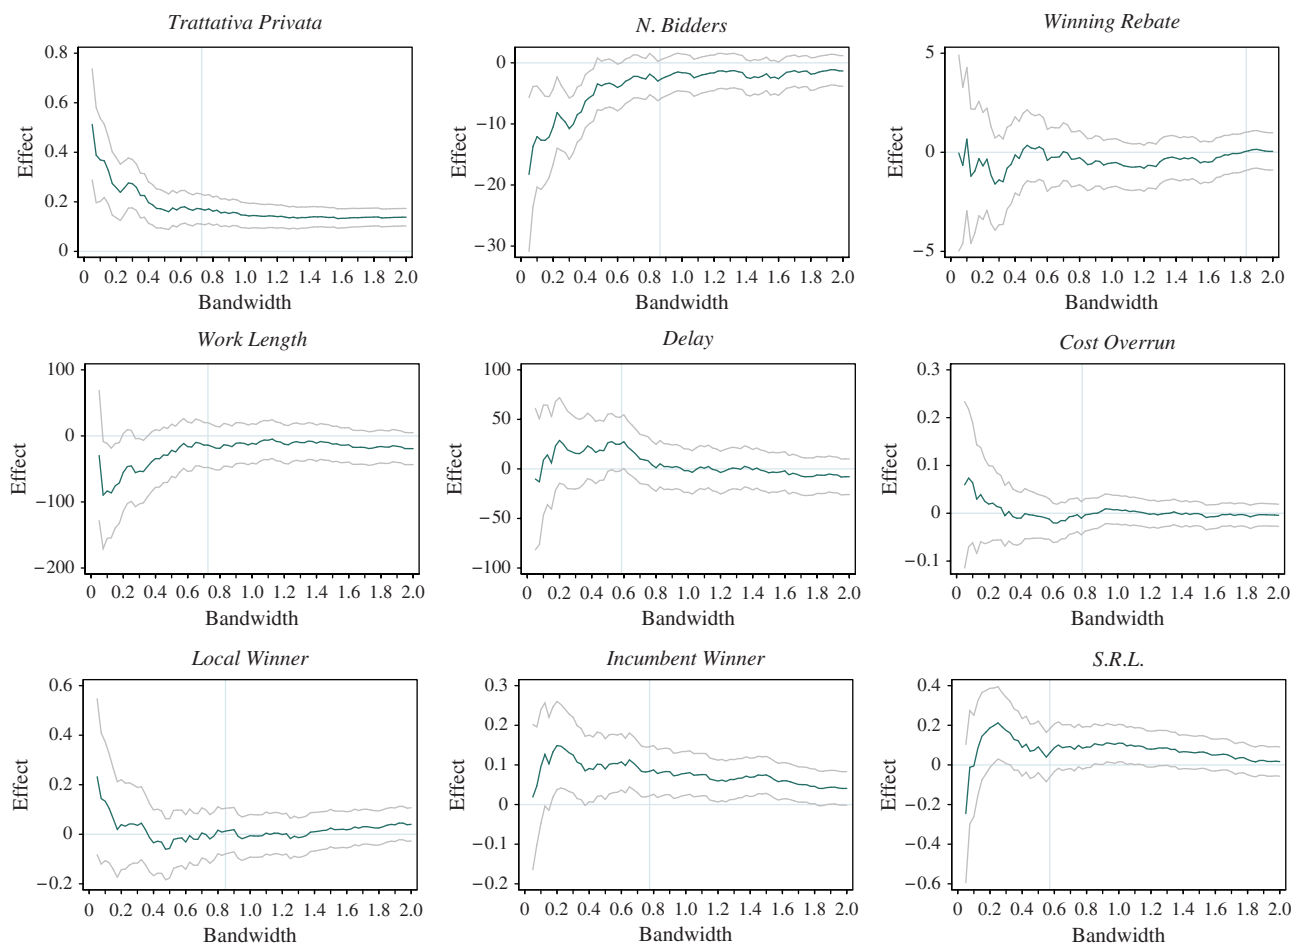 Trattativa Privata
N. Bidders
Winning Rebate
0.8
0.6
0.4
0.2
0
Effect
0 0.2 0.4 0.6 0.8 1.0 1.2 1.4 1.6 1.8 2.0
Bandwidth
0
−10
−20
−30
Effect
0 0.2 0.4 0.6 0.8 1.0 1.2 1.4 1.6 1.8 2.0
Bandwidth
5
0
−5
Effect
0 0.2 0.4 0.6 0.8 1.0 1.2 1.4 1.6 1.8 2.0
Bandwidth
Work Length
Delay
Cost Overrun
100
0
−100
−200
Effect
0 0.2 0.4 0.6 0.8 1.0 1.2 1.4 1.6 1.8 2.0
Bandwidth
100
50
0
−50
−100
Effect
0 0.2 0.4 0.6 0.8 1.0 1.2 1.4 1.6 1.8 2.0
Bandwidth
0.3
0.2
0.1
0
−0.1
Effect
0 0.2 0.4 0.6 0.8 1.0 1.2 1.4 1.6 1.8 2.0
Bandwidth
Local Winner
Incumbent Winner
S.R.L.
0.6
0.4
0.2
0
−0.2
Effect
0 0.2 0.4 0.6 0.8 1.0 1.2 1.4 1.6 1.8 2.0
Bandwidth
0.3
0.2
0.1
0
−0.1
−0.2
Effect
0 0.2 0.4 0.6 0.8 1.0 1.2 1.4 1.6 1.8 2.0
Bandwidth
0.4
0.2
0
−0.2
−0.4
−0.6
Effect
0 0.2 0.4 0.6 0.8 1.0 1.2 1.4 1.6 1.8 2.0
Bandwidth